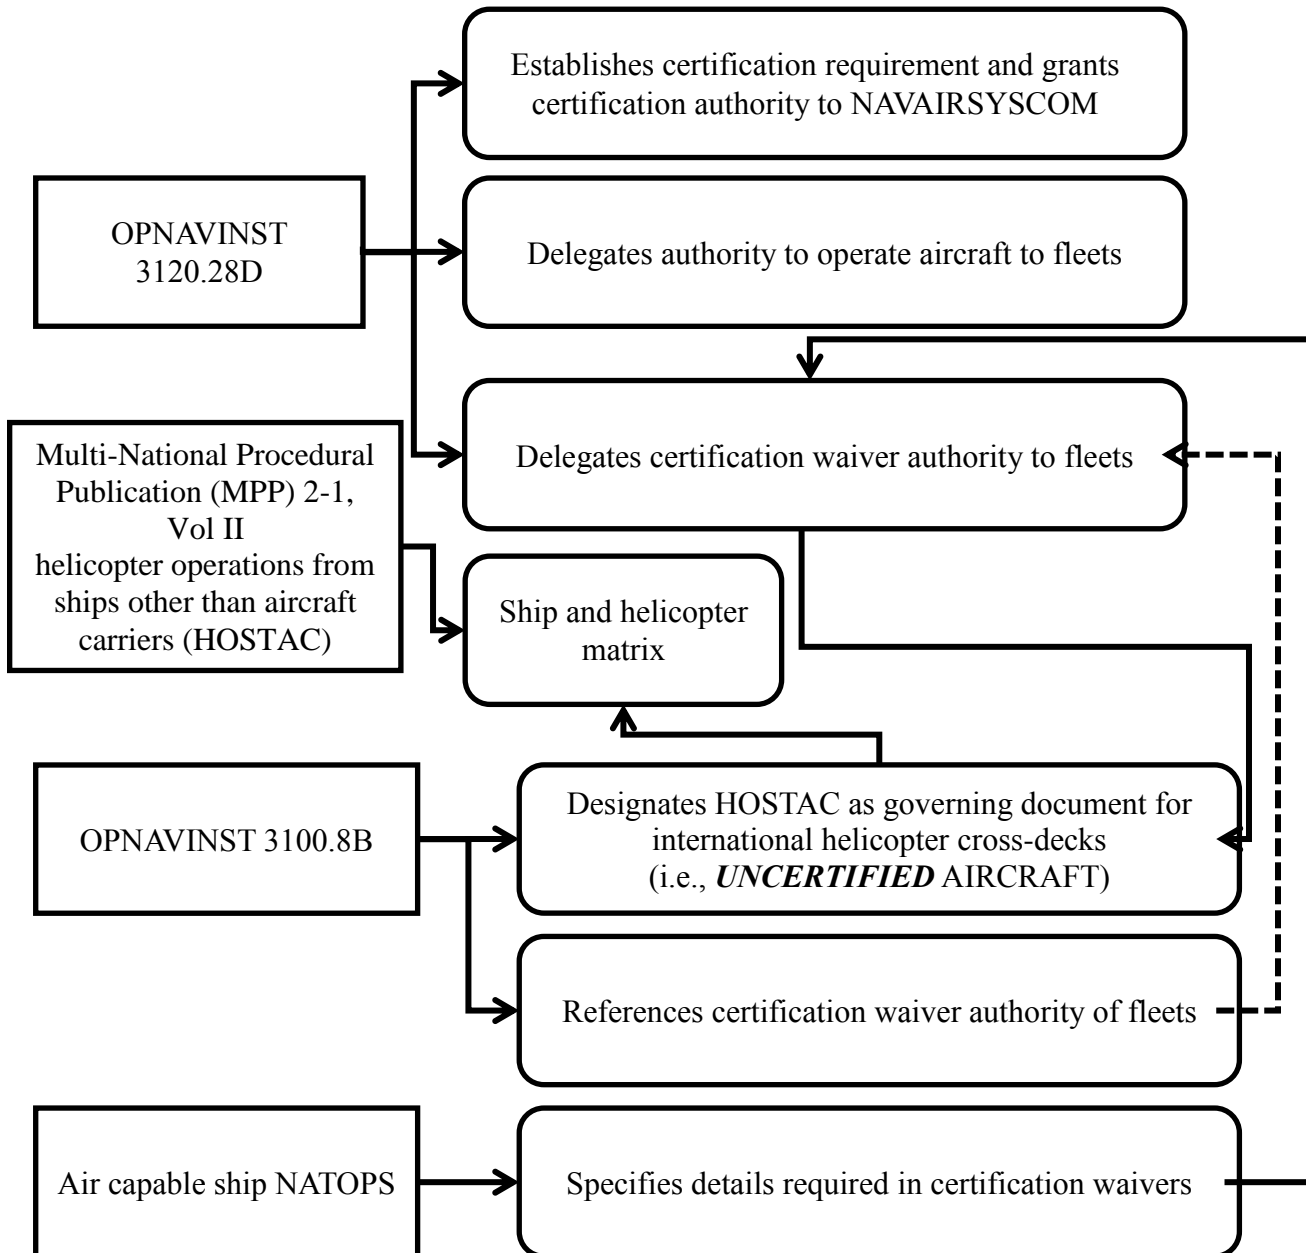 Establishes certification requirement and grants
certification authority to NAVAIRSYSCOM
OPNAVINST
3120.28D
Delegates authority to operate aircraft to fleets
Delegates certification waiver authority to fleets
Multi-National Procedural
Publication (MPP) 2-1,
Vol II
helicopter operations from
ships other than aircraft
carriers (HOSTAC)
Ship and helicopter
matrix
OPNAVINST 3100.8B
Designates HOSTAC as governing document for
international helicopter cross-decks
(i.e., UNCERTIFIED AIRCRAFT)
References certification waiver authority of fleets
Air capable ship NATOPS
Specifies details required in certification waivers